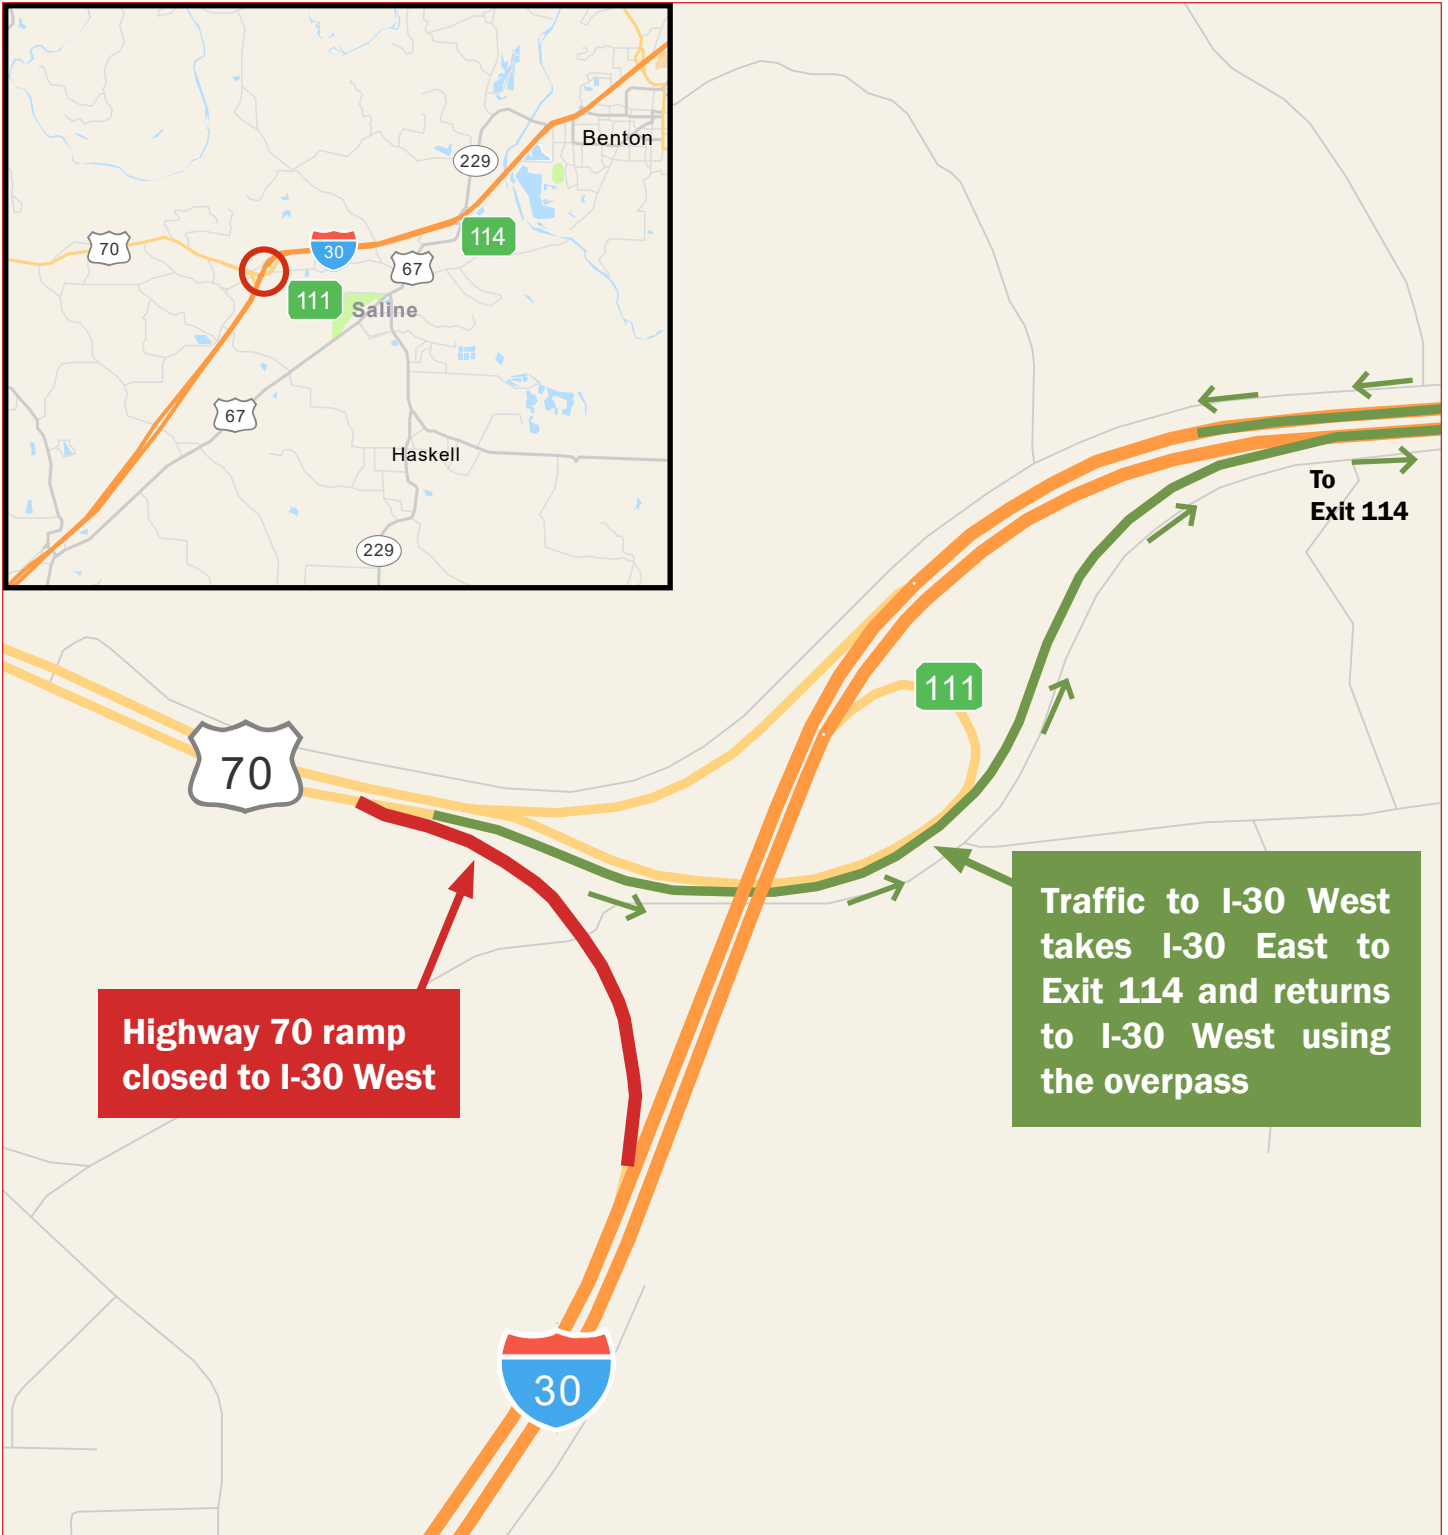 Benton
229
114
70
30
67
111
Saline
67
Haskell
229
To
Exit 114
111
70
Traffic to I-30 West
takes I-30 East to
Exit 114 and returns
to I-30 West using
the overpass
Highway 70 ramp
closed to I-30 West
30